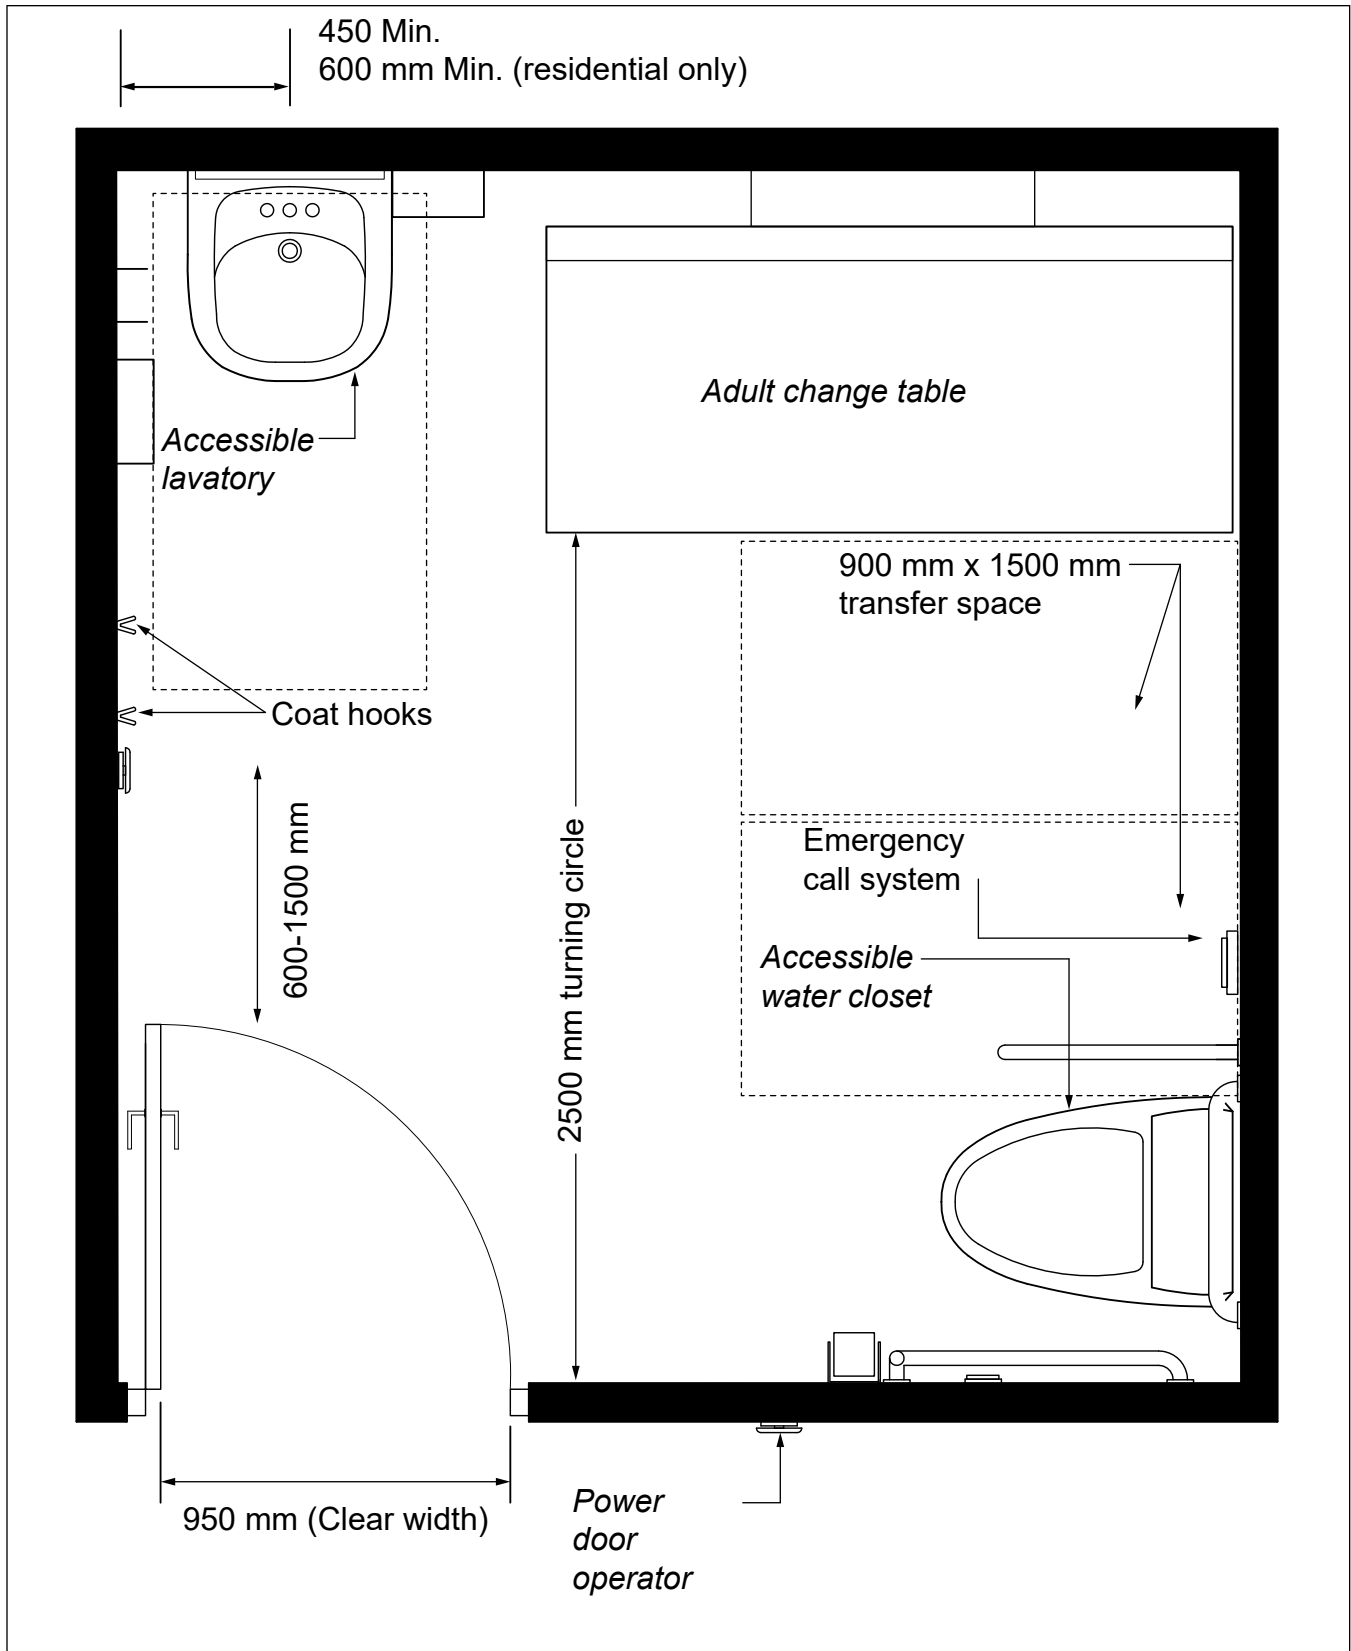 450 Min.
600 mm Min. (residential only)
Adult change table
Accessible
lavatory
900 mm x 1500 mm
transfer space
Coat hooks
600-1500 mm
2500 mm turning circle
Emergency
call system
Accessible
water closet
950 mm (Clear width)
Power
door
operator